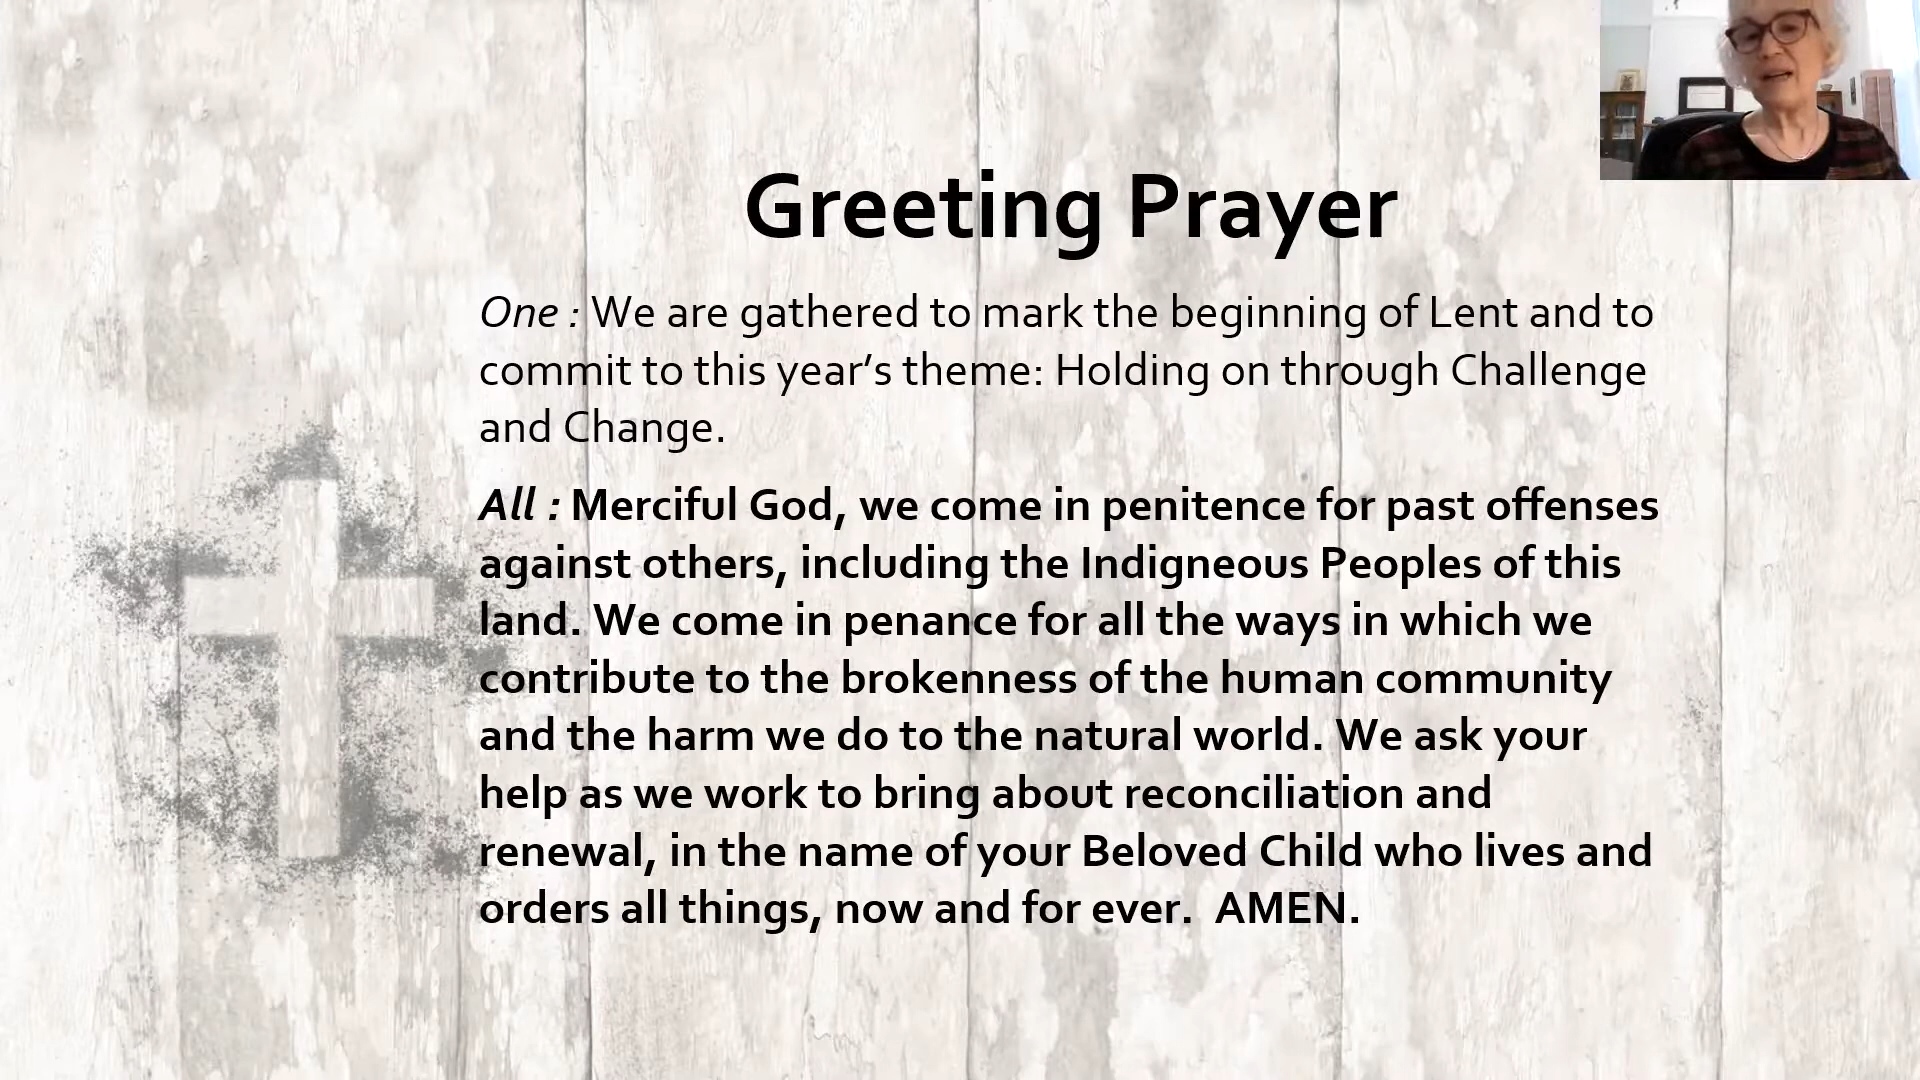 Greeting Prayer
One : We are gathered to mark the beginning of Lent and to
commit to this year’s theme: Holding on through Challenge
and Change.
All : Merciful God, we come in penitence for past offenses
against others, including the Indigneous Peoples of this
land. We come in penance for all the ways in which we
contribute to the brokenness of the human community
and the harm we do to the natural world. We ask your
help as we work to bring about reconciliation and
renewal, in the name of your Beloved Child who lives and
orders all things, now and for ever.  AMEN.